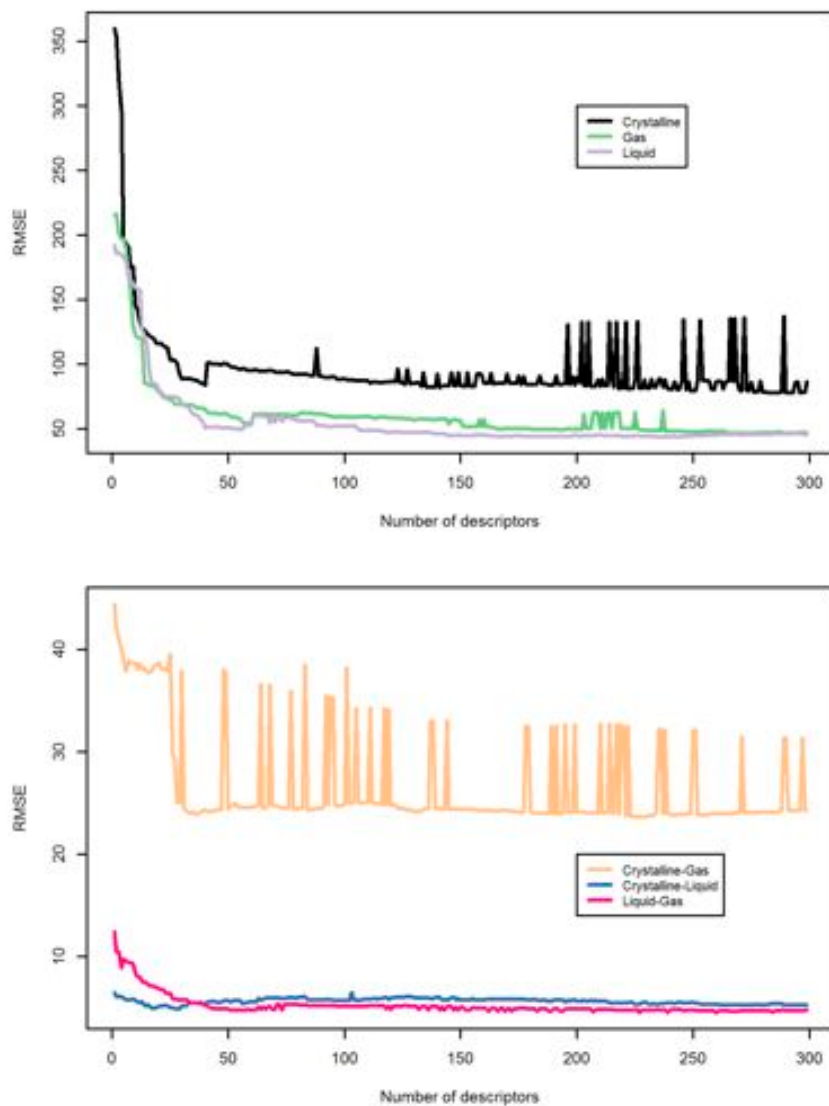 350
300
250
200
150
100
50
RMSE
Crystalline
Gas
Liquid
0 50 100 150 200 250 300
Number of descriptors
40
30
20
10
RMSE
Crystalline-Gas
Crystalline-Liquid
Liquid-Gas
0 50 100 150 200 250 300
Number of descriptors